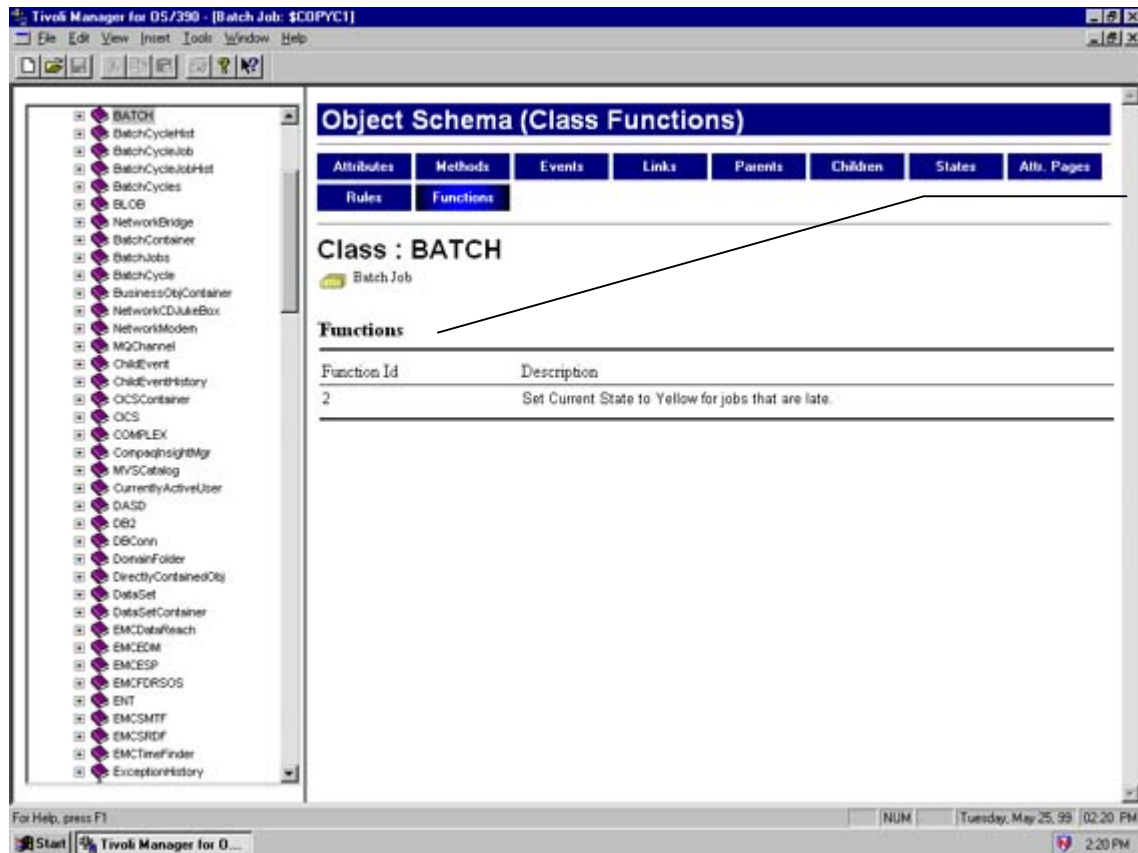 Tivoli Manager for OS/390 - [Batch Job: $COPYC1]
File Edit View Insert Tools Window Help
BATCH
BatchCycleHist
BatchCycleJob
BatchCycleJobHist
BatchCycles
BLOB
NetworkBridge
BatchContainer
BatchJobs
BatchCycle
BusinessObjContainer
NetworkCDJukeBox
NetworkModem
MQChannel
ChildEvent
ChildEventHistory
CICSContainer
CICS
COMPLEX
CompaqInsightMgr
MVSCatalog
CurrentlyActiveUser
DASD
DB2
DBConn
DomainFolder
DirectlyContainedObj
DataSet
DataSetContainer
EMCDataReach
EMCEDM
EMCESP
EMCFDRSOS
ENT
EMCSMTF
EMCSRDF
EMCTimeFinder
ExceptionHistory
Object Schema (Class Functions)
Attributes Methods Events Links Parents Children States Attr. Pages
Rules Functions
Class : BATCH
Batch Job
Functions
Function Id Description
2 Set Current State to Yellow for jobs that are late.
For Help, press F1 NUM Tuesday, May 25, 99 02:20 PM
Start Tivoli Manager for O... 2:20 PM